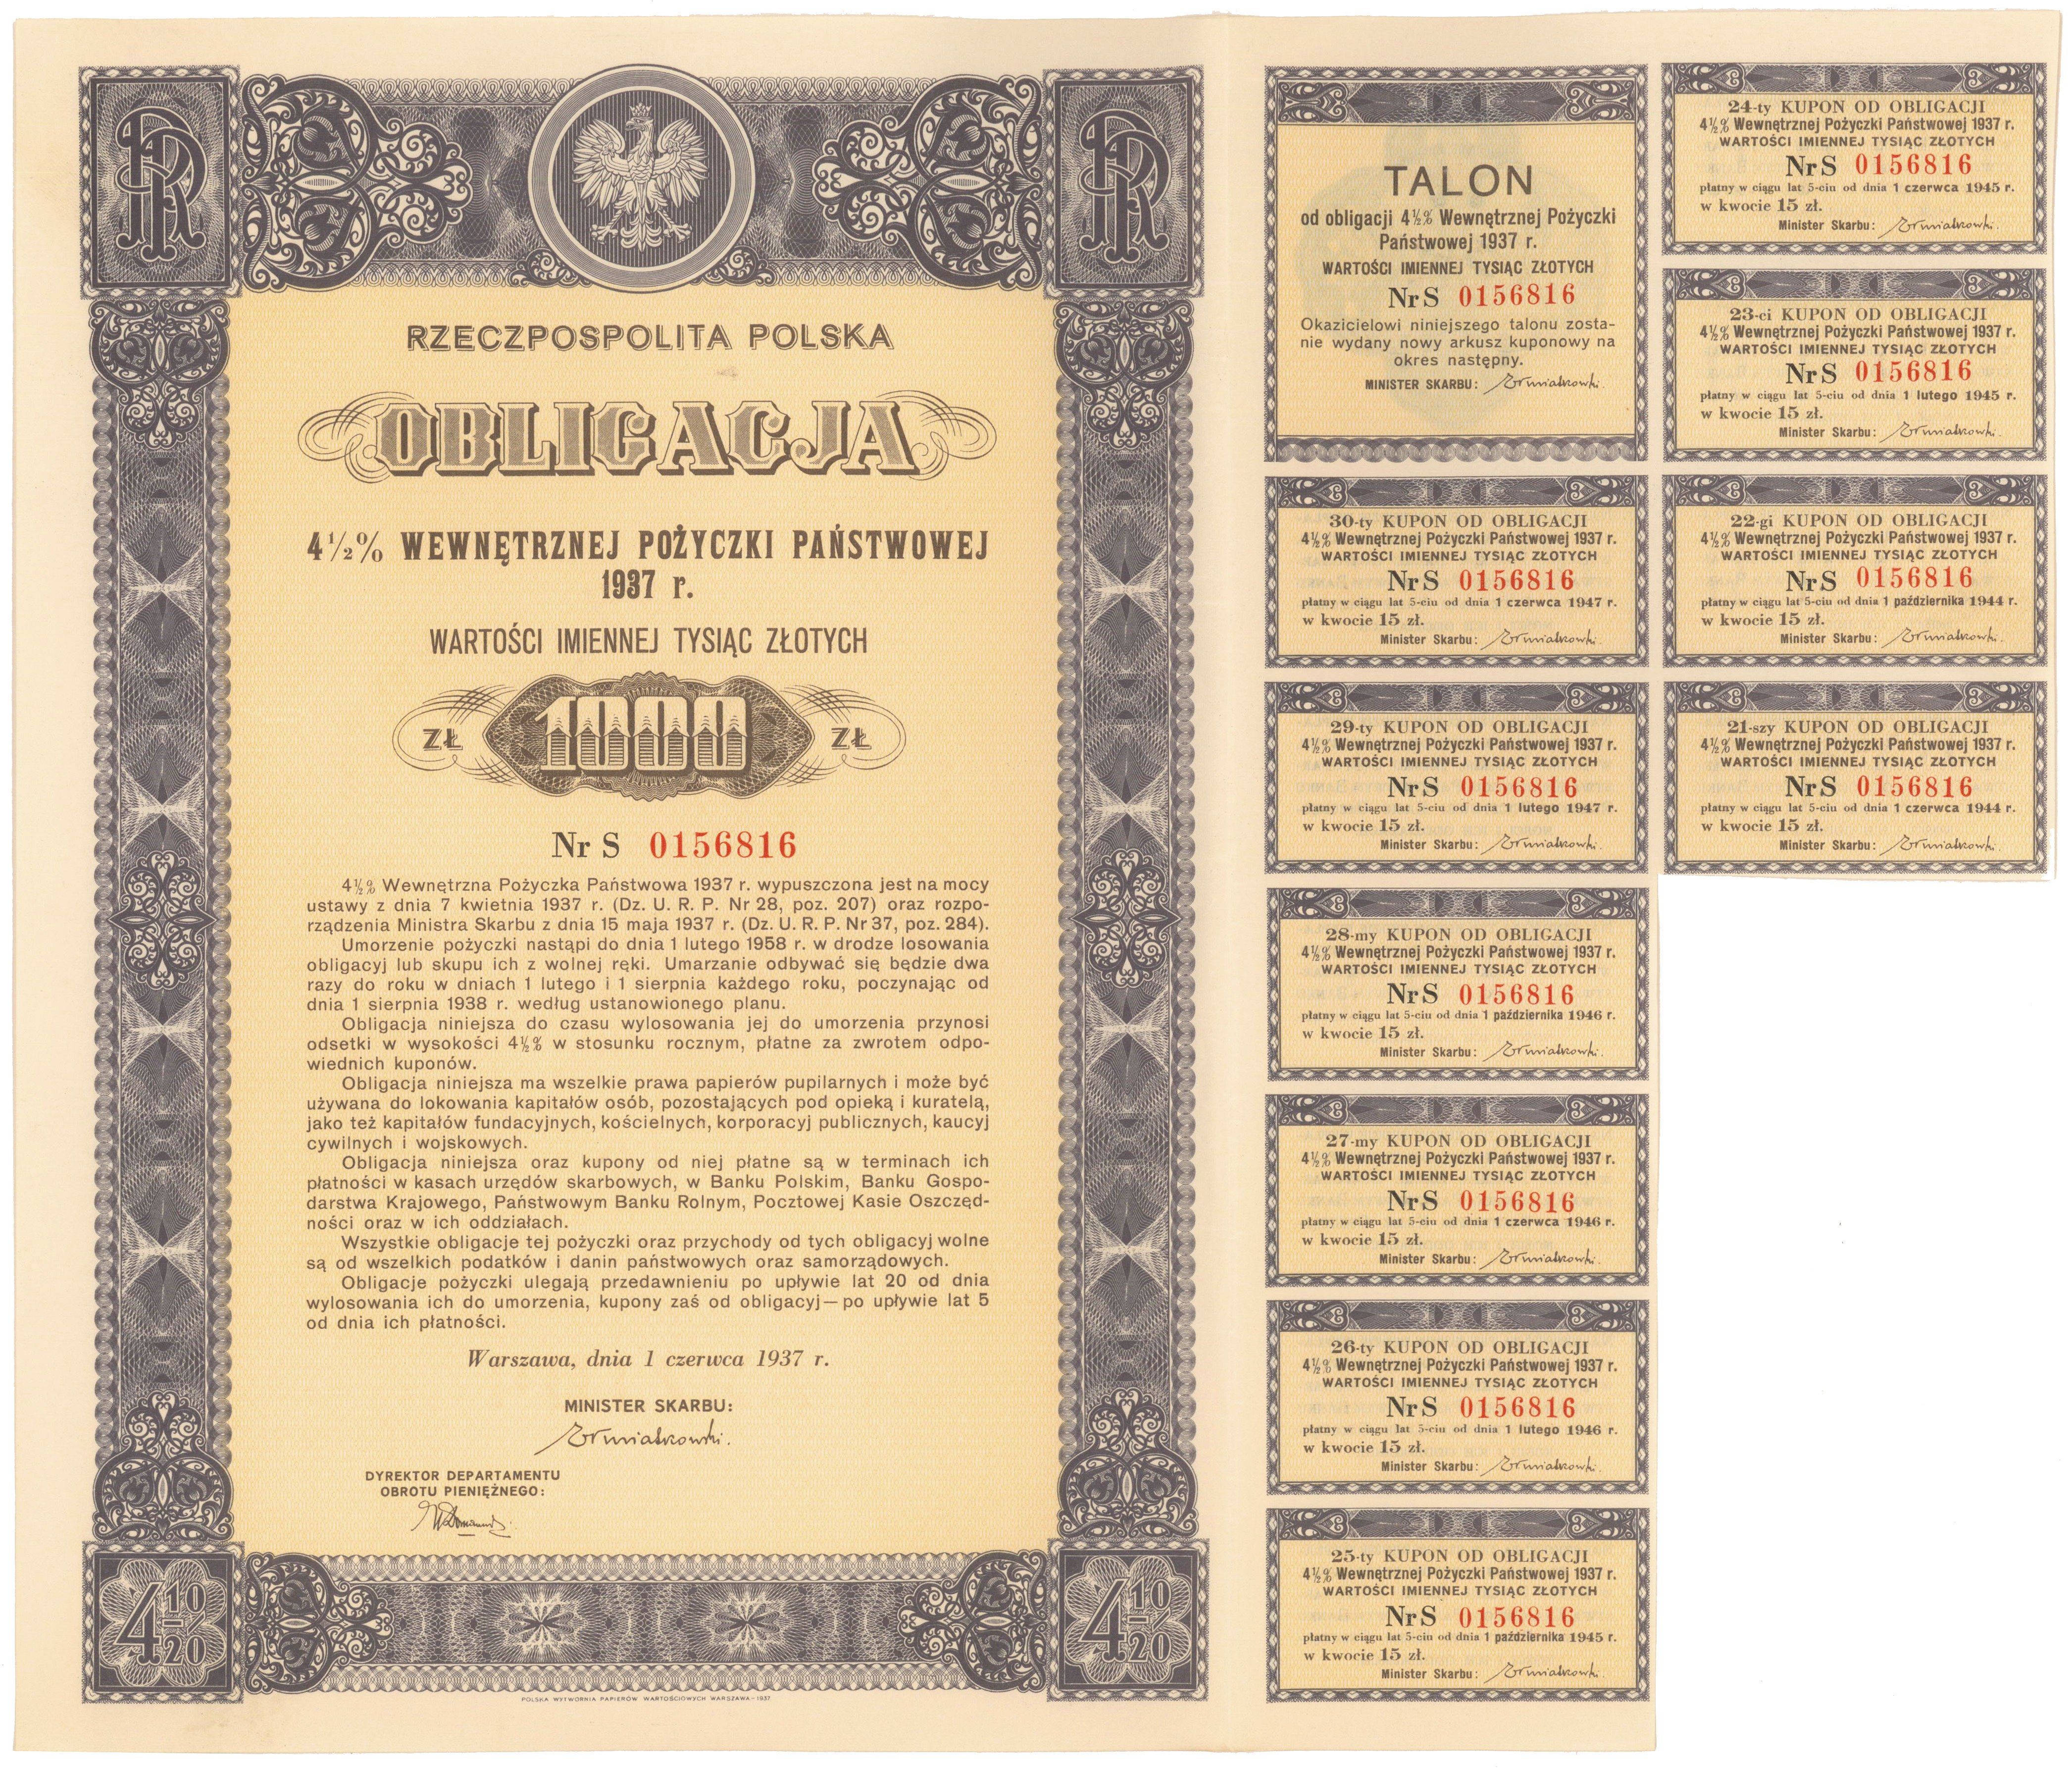 RZECZPOSPOLITA POLSKA
OBLIGACJA
4½% WEWNĘTRZNEJ POŻYCZKI PAŃSTWOWEJ
1937 r.
WARTOŚCI IMIENNEJ TYSIĄC ZŁOTYCH
ZŁ 1000 ZŁ
Nr S 0156816
4½% Wewnętrzna Pożyczka Państwowa 1937 r. wypuszczona jest na mocy
ustawy z dnia 7 kwietnia 1937 r. (Dz. U. R. P. Nr 28, poz. 207) oraz rozpo-
rządzenia Ministra Skarbu z dnia 15 maja 1937 r. (Dz. U. R. P. Nr 37, poz. 284).
Umorzenie pożyczki nastąpi do dnia 1 lutego 1958 r. w drodze losowania
obligacyj lub skupu ich z wolnej ręki. Umarzanie odbywać się będzie dwa
razy do roku w dniach 1 lutego i 1 sierpnia każdego roku, poczynając od
dnia 1 sierpnia 1938 r. według ustanowionego planu.
Obligacja niniejsza do czasu wylosowania jej do umorzenia przynosi
odsetki w wysokości 4½% w stosunku rocznym, płatne za zwrotem odpo-
wiednich kuponów.
Obligacja niniejsza ma wszelkie prawa papierów pupilarnych i może być
używana do lokowania kapitałów osób, pozostających pod opieką i kuratelą,
jako też kapitałów fundacyjnych, kościelnych, korporacyj publicznych, kaucyj
cywilnych i wojskowych.
Obligacja niniejsza oraz kupony od niej płatne są w terminach ich
płatności w kasach urzędów skarbowych, w Banku Polskim, Banku Gospo-
darstwa Krajowego, Państwowym Banku Rolnym, Pocztowej Kasie Oszczęd-
ności oraz w ich oddziałach.
Wszystkie obligacje tej pożyczki oraz przychody od tych obligacyj wolne
są od wszelkich podatków i danin państwowych oraz samorządowych.
Obligacje pożyczki ulegają przedawnieniu po upływie lat 20 od dnia
wylosowania ich do umorzenia, kupony zaś od obligacyj — po upływie lat 5
od dnia ich płatności.
Warszawa, dnia 1 czerwca 1937 r.
MINISTER SKARBU:
DYREKTOR DEPARTAMENTU
OBROTU PIENIĘŻNEGO:
4 10/20
4 10/20
POLSKA WYTWÓRNIA PAPIERÓW WARTOŚCIOWYCH WARSZAWA - 1937
TALON
od obligacji 4½% Wewnętrznej Pożyczki
Państwowej 1937 r.
WARTOŚCI IMIENNEJ TYSIĄC ZŁOTYCH
Nr S 0156816
Okazicielowi niniejszego talonu zosta-
nie wydany nowy arkusz kuponowy na
okres następny.
MINISTER SKARBU:
30-ty KUPON OD OBLIGACJI
4½% Wewnętrznej Pożyczki Państwowej 1937 r.
WARTOŚCI IMIENNEJ TYSIĄC ZŁOTYCH
Nr S 0156816
płatny w ciągu lat 5-ciu od dnia 1 czerwca 1947 r.
w kwocie 15 zł.
Minister Skarbu:
29-ty KUPON OD OBLIGACJI
4½% Wewnętrznej Pożyczki Państwowej 1937 r.
WARTOŚCI IMIENNEJ TYSIĄC ZŁOTYCH
Nr S 0156816
płatny w ciągu lat 5-ciu od dnia 1 lutego 1947 r.
w kwocie 15 zł.
Minister Skarbu:
28-my KUPON OD OBLIGACJI
4½% Wewnętrznej Pożyczki Państwowej 1937 r.
WARTOŚCI IMIENNEJ TYSIĄC ZŁOTYCH
Nr S 0156816
płatny w ciągu lat 5-ciu od dnia 1 października 1946 r.
w kwocie 15 zł.
Minister Skarbu:
27-my KUPON OD OBLIGACJI
4½% Wewnętrznej Pożyczki Państwowej 1937 r.
WARTOŚCI IMIENNEJ TYSIĄC ZŁOTYCH
Nr S 0156816
płatny w ciągu lat 5-ciu od dnia 1 czerwca 1946 r.
w kwocie 15 zł.
Minister Skarbu:
26-ty KUPON OD OBLIGACJI
4½% Wewnętrznej Pożyczki Państwowej 1937 r.
WARTOŚCI IMIENNEJ TYSIĄC ZŁOTYCH
Nr S 0156816
płatny w ciągu lat 5-ciu od dnia 1 lutego 1946 r.
w kwocie 15 zł.
Minister Skarbu:
25-ty KUPON OD OBLIGACJI
4½% Wewnętrznej Pożyczki Państwowej 1937 r.
WARTOŚCI IMIENNEJ TYSIĄC ZŁOTYCH
Nr S 0156816
płatny w ciągu lat 5-ciu od dnia 1 października 1945 r.
w kwocie 15 zł.
Minister Skarbu:
24-ty KUPON OD OBLIGACJI
4½% Wewnętrznej Pożyczki Państwowej 1937 r.
WARTOŚCI IMIENNEJ TYSIĄC ZŁOTYCH
Nr S 0156816
płatny w ciągu lat 5-ciu od dnia 1 czerwca 1945 r.
w kwocie 15 zł.
Minister Skarbu:
23-ci KUPON OD OBLIGACJI
4½% Wewnętrznej Pożyczki Państwowej 1937 r.
WARTOŚCI IMIENNEJ TYSIĄC ZŁOTYCH
Nr S 0156816
płatny w ciągu lat 5-ciu od dnia 1 lutego 1945 r.
w kwocie 15 zł.
Minister Skarbu:
22-gi KUPON OD OBLIGACJI
4½% Wewnętrznej Pożyczki Państwowej 1937 r.
WARTOŚCI IMIENNEJ TYSIĄC ZŁOTYCH
Nr S 0156816
płatny w ciągu lat 5-ciu od dnia 1 października 1944 r.
w kwocie 15 zł.
Minister Skarbu:
21-szy KUPON OD OBLIGACJI
4½% Wewnętrznej Pożyczki Państwowej 1937 r.
WARTOŚCI IMIENNEJ TYSIĄC ZŁOTYCH
Nr S 0156816
płatny w ciągu lat 5-ciu od dnia 1 czerwca 1944 r.
w kwocie 15 zł.
Minister Skarbu: